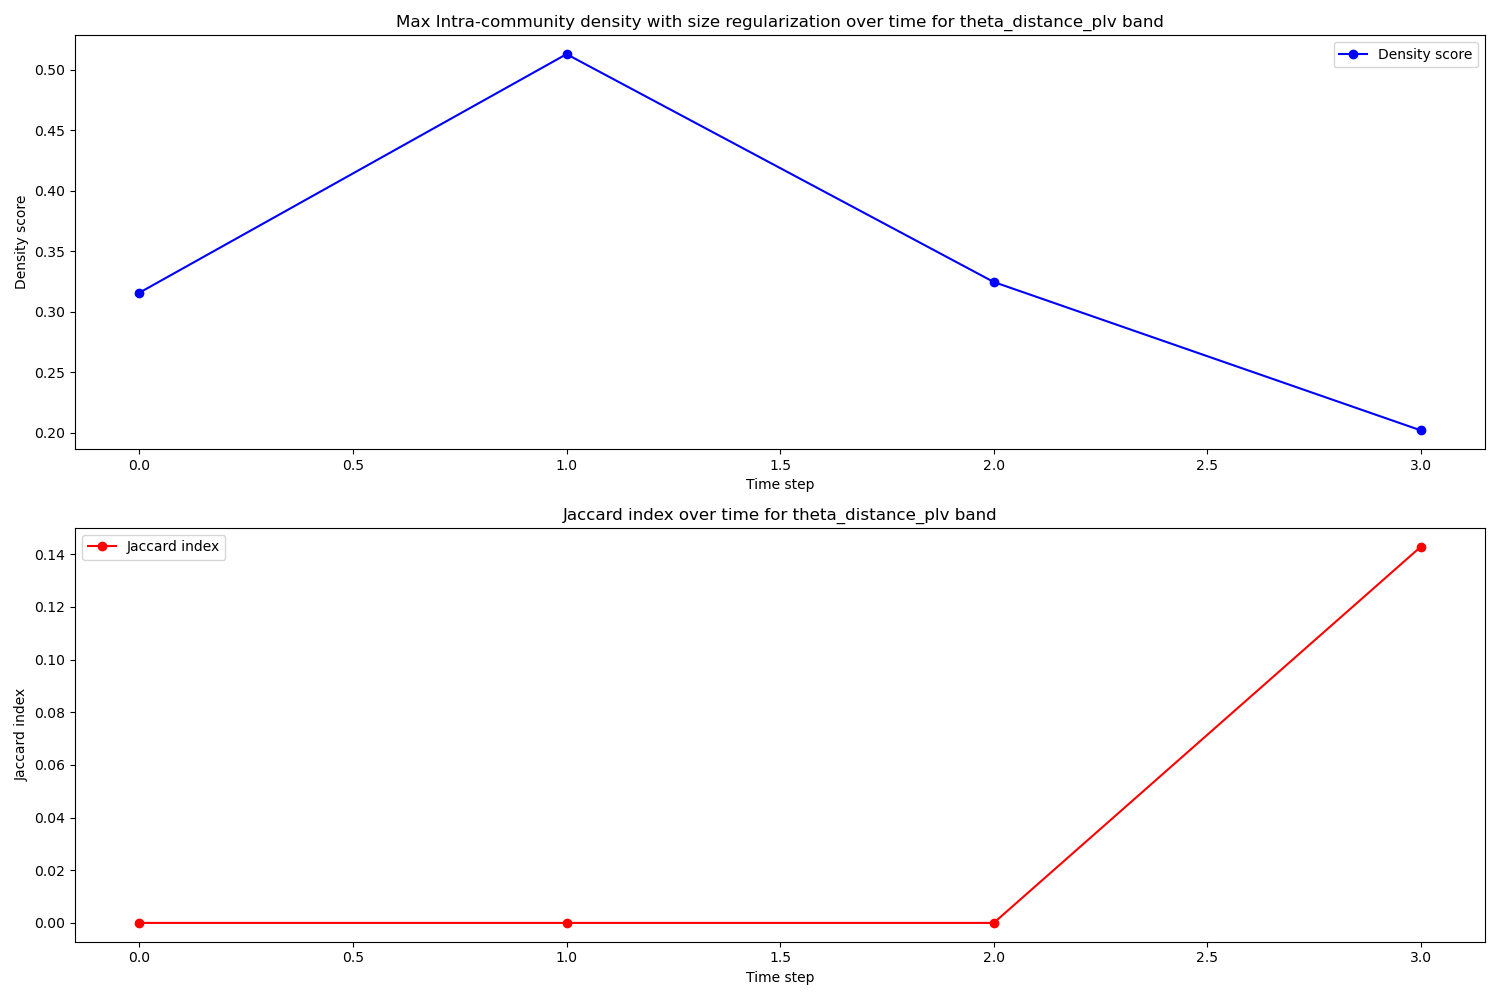 Max Intra-community density with size regularization over time for theta_distance_plv band
Density score
0.50
0.45
0.40
0.35
0.30
0.25
0.20
Density score
0.0 0.5 1.0 1.5 2.0 2.5 3.0
Time step
Jaccard index over time for theta_distance_plv band
Jaccard index
0.14
0.12
0.10
0.08
0.06
0.04
0.02
0.00
Jaccard index
0.0 0.5 1.0 1.5 2.0 2.5 3.0
Time step